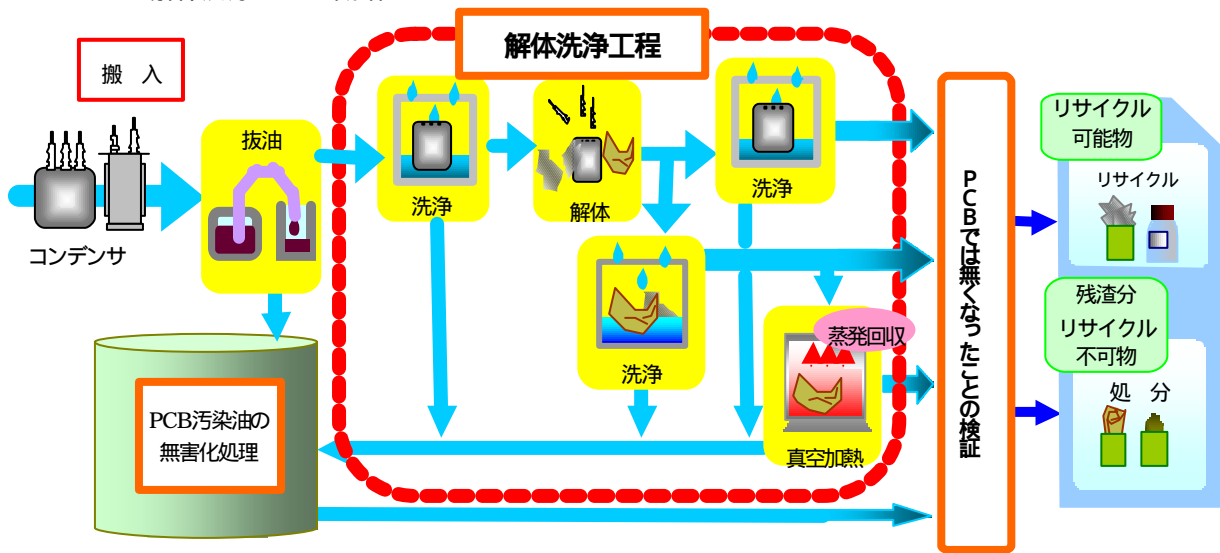 解体洗浄工程
搬 入
コンデンサ
抜油
洗浄
解体
洗浄
洗浄
蒸発回収
真空加熱
PCB汚染油の
無害化処理
PCBでは無くなったことの検証
リサイクル
可能物
リサイクル
残渣分
リサイクル
不可物
処 分